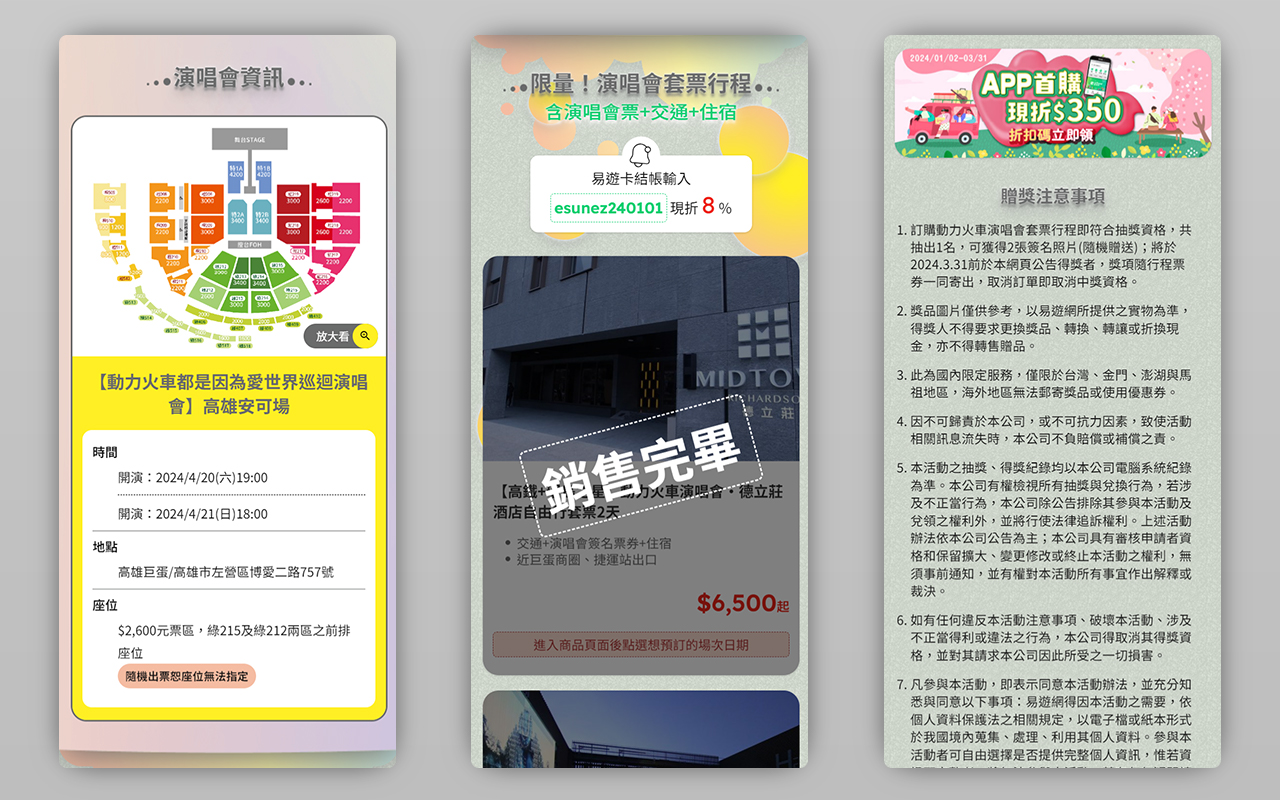 演唱會資訊
舞台STAGE
特1A
4200
特1B
4200
特2A
3400
特2B
3400
控台FOH
放大看
【動力火車都是因為愛世界巡迴演唱
會】高雄安可場
時間
開演：2024/4/20(六)19:00
開演：2024/4/21(日)18:00
地點
高雄巨蛋/高雄市左營區博愛二路757號
座位
$2,600元票區，綠215及綠212兩區之前排
座位
隨機出票恕座位無法指定
限量！演唱會套票行程
含演唱會票+交通+住宿
易遊卡結帳輸入
esunez240101 現折 8 %
MIDTO
RICHARDSO
德立莊
銷售完畢
動力火車演唱會・德立莊
酒店自由行套票2天
交通+演唱會簽名票券+住宿
近巨蛋商圈、捷運站出口
$6,500起
進入商品頁面後點選想預訂的場次日期
2024/01/02-03/31
APP首購
現折$350
折扣碼立即領
贈獎注意事項
1. 訂購動力火車演唱會套票行程即符合抽獎資格，共
抽出1名，可獲得2張簽名照片(隨機贈送)；將於
2024.3.31前於本網頁公告得獎者，獎項隨行程票
券一同寄出，取消訂單即取消中獎資格。
2. 獎品圖片僅供參考，以易遊網所提供之實物為準，
得獎人不得要求更換獎品、轉換、轉讓或折換現
金，亦不得轉售贈品。
3. 此為國內限定服務，僅限於台灣、金門、澎湖與馬
祖地區，海外地區無法郵寄獎品或使用優惠券。
4. 因不可歸責於本公司，或不可抗力因素，致使活動
相關訊息流失時，本公司不負賠償或補償之責。
5. 本活動之抽獎、得獎紀錄均以本公司電腦系統紀錄
為準。本公司有權檢視所有抽獎與兌換行為，若涉
及不正當行為，本公司除公告排除其參與本活動及
兌領之權利外，並將行使法律追訴權利。上述活動
辦法依本公司公告為主；本公司具有審核申請者資
格和保留擴大、變更修改或終止本活動之權利，無
須事前通知，並有權對本活動所有事宜作出解釋或
裁決。
6. 如有任何違反本活動注意事項、破壞本活動、涉及
不正當得利或違法之行為，本公司得取消其得獎資
格，並對其請求本公司因此所受之一切損害。
7. 凡參與本活動，即表示同意本活動辦法，並充分知
悉與同意以下事項：易遊網得因本活動之需要，依
個人資料保護法之相關規定，以電子檔或紙本形式
於我國境內蒐集、處理、利用其個人資料。參與本
活動者可自由選擇是否提供完整個人資訊，惟若資